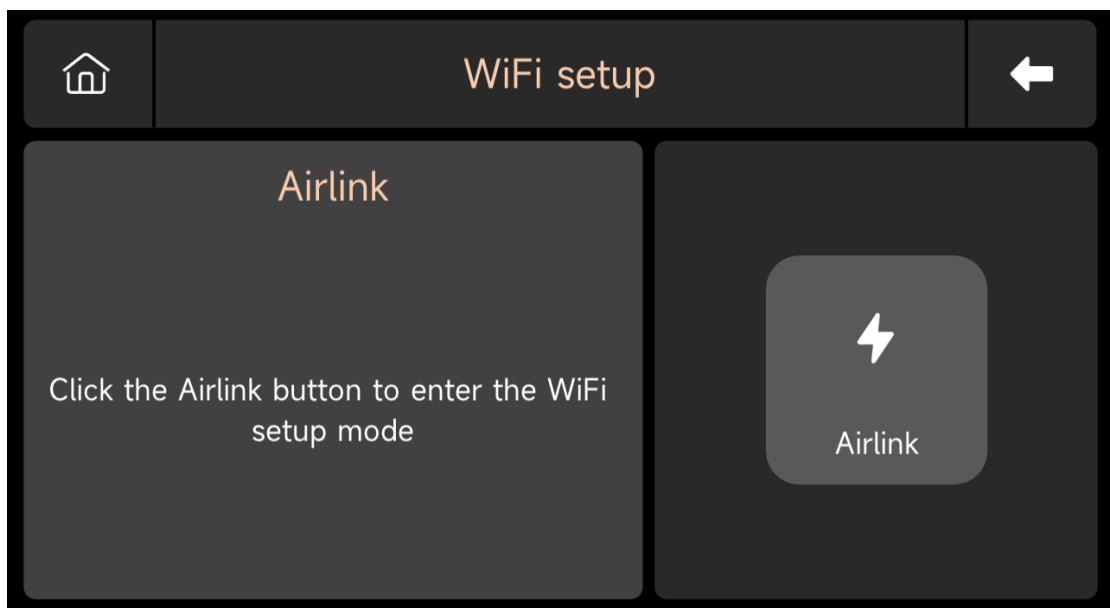 WiFi setup
Airlink
Click the Airlink button to enter the WiFi
setup mode
Airlink